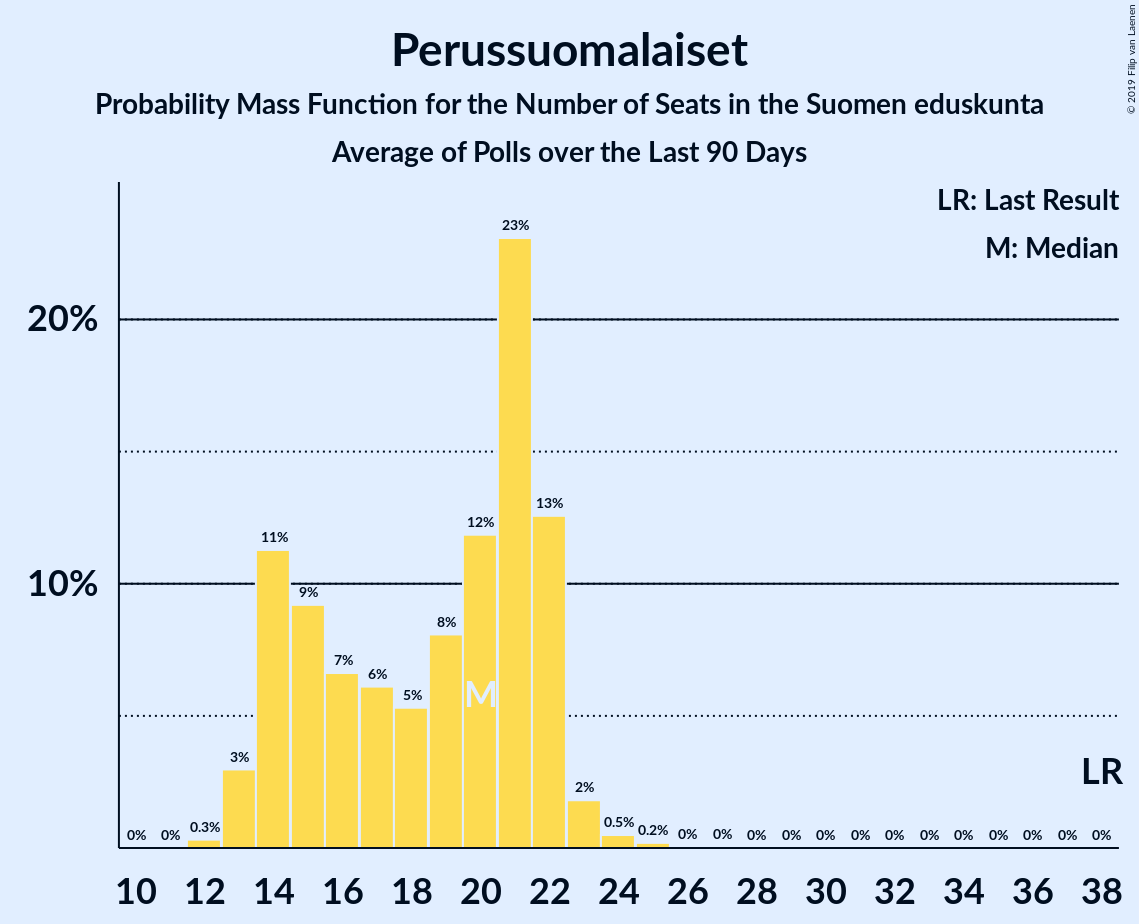 Perussuomalaiset
Probability Mass Function for the Number of Seats in the Suomen eduskunta
Average of Polls over the Last 90 Days
© 2019 Filip van Laenen
LR: Last Result
M: Median
20%
10%
0% 0% 0.3% 3% 11% 9% 7% 6% 5% 8% 12% 23% 13% 2% 0.5% 0.2% 0% 0% 0% 0% 0% 0% 0% 0% 0% 0% 0% 0% 0%
M
LR
10 12 14 16 18 20 22 24 26 28 30 32 34 36 38